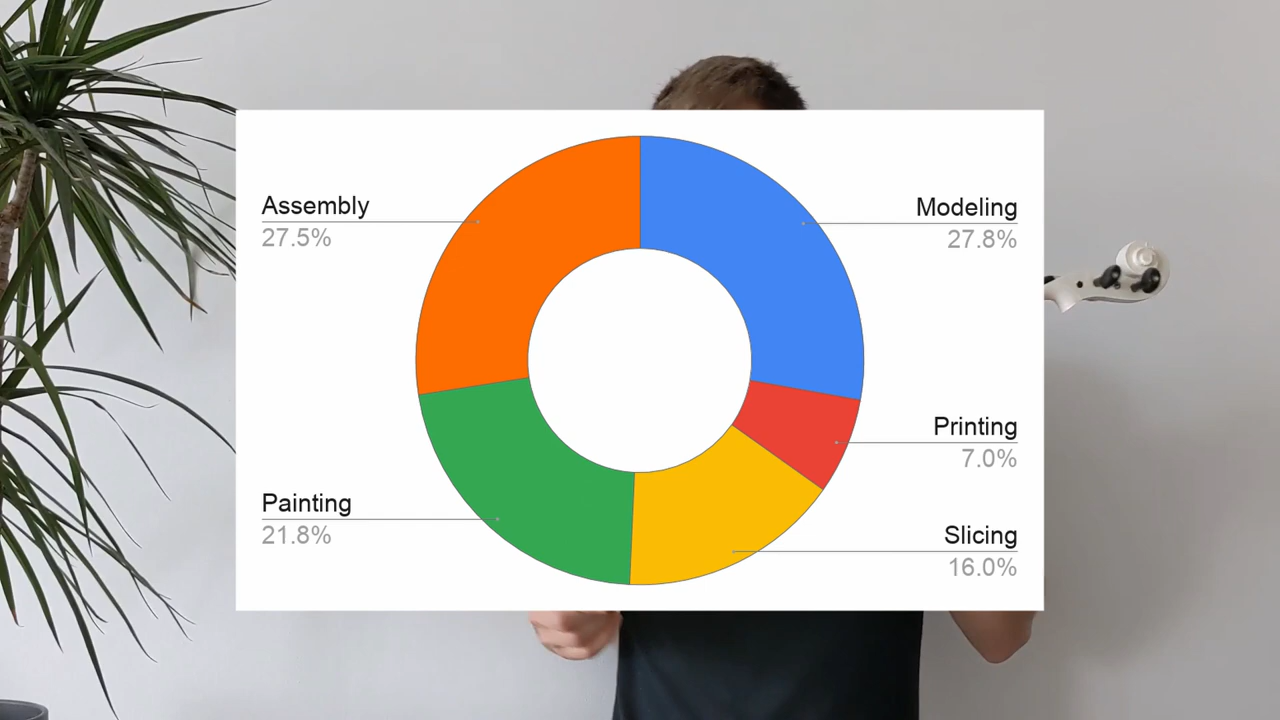 Assembly
27.5%
Modeling
27.8%
Printing
7.0%
Painting
21.8%
Slicing
16.0%